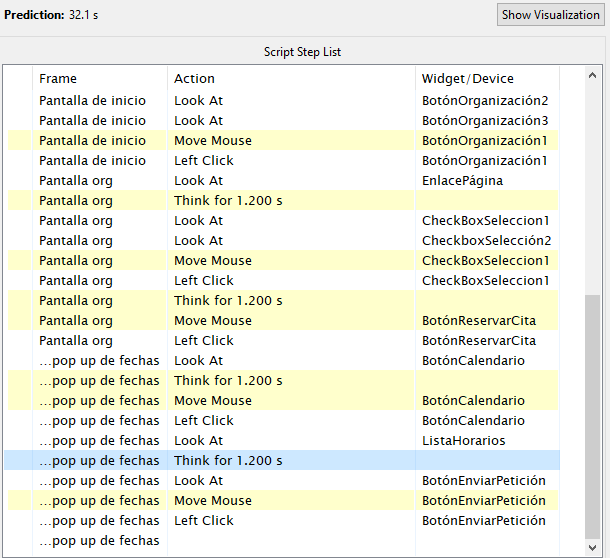 Prediction: 32.1 s Show Visualization
Script Step List
Frame Action Widget/Device
Pantalla de inicio Look At BotónOrganización2
Pantalla de inicio Look At BotónOrganización3
Pantalla de inicio Move Mouse BotónOrganización1
Pantalla de inicio Left Click BotónOrganización1
Pantalla org Look At EnlacePágina
Pantalla org Think for 1.200 s
Pantalla org Look At CheckBoxSeleccion1
Pantalla org Look At CheckboxSelección2
Pantalla org Move Mouse CheckBoxSeleccion1
Pantalla org Left Click CheckBoxSeleccion1
Pantalla org Think for 1.200 s
Pantalla org Move Mouse BotónReservarCita
Pantalla org Left Click BotónReservarCita
...pop up de fechas Look At BotónCalendario
...pop up de fechas Think for 1.200 s
...pop up de fechas Move Mouse BotónCalendario
...pop up de fechas Left Click BotónCalendario
...pop up de fechas Look At ListaHorarios
...pop up de fechas Think for 1.200 s
...pop up de fechas Look At BotónEnviarPetición
...pop up de fechas Move Mouse BotónEnviarPetición
...pop up de fechas Left Click BotónEnviarPetición
...pop up de fechas